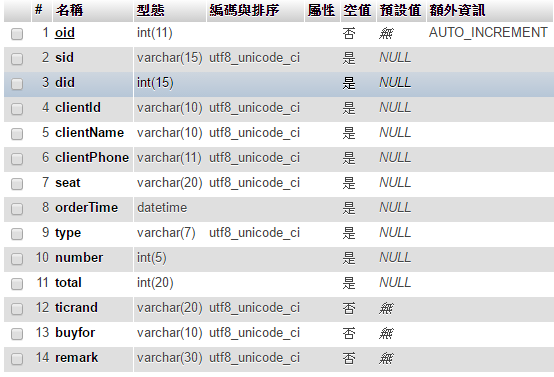 # 名稱 型態 編碼與排序 屬性 空值 預設值 額外資訊
1 oid int(11) 否 無 AUTO_INCREMENT
2 sid varchar(15) utf8_unicode_ci 是 NULL
3 did int(15) 是 NULL
4 clientId varchar(10) utf8_unicode_ci 是 NULL
5 clientName varchar(10) utf8_unicode_ci 是 NULL
6 clientPhone varchar(11) utf8_unicode_ci 是 NULL
7 seat varchar(20) utf8_unicode_ci 是 NULL
8 orderTime datetime 是 NULL
9 type varchar(7) utf8_unicode_ci 是 NULL
10 number int(5) 是 NULL
11 total int(20) 是 NULL
12 ticrand varchar(20) utf8_unicode_ci 否 無
13 buyfor varchar(10) utf8_unicode_ci 否 無
14 remark varchar(30) utf8_unicode_ci 否 無